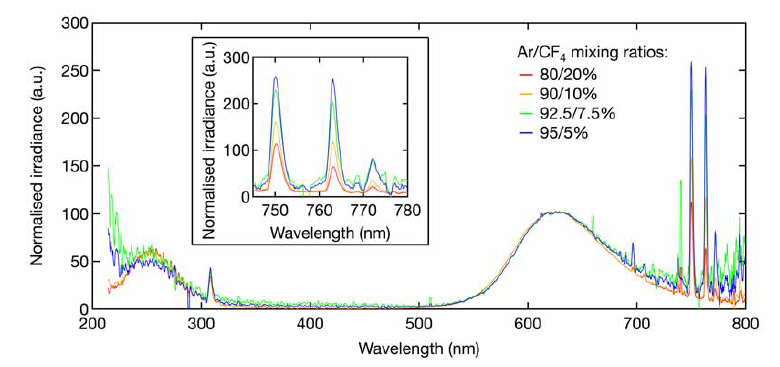 300
250
200
150
100
50
0
Normalised irradiance (a.u.)
200 300 400 500 600 700 800
Wavelength (nm)
300
200
100
0
Normalised irradiance (a.u.)
750 760 770 780
Wavelength (nm)
Ar/CF4 mixing ratios:
80/20%
90/10%
92.5/7.5%
95/5%